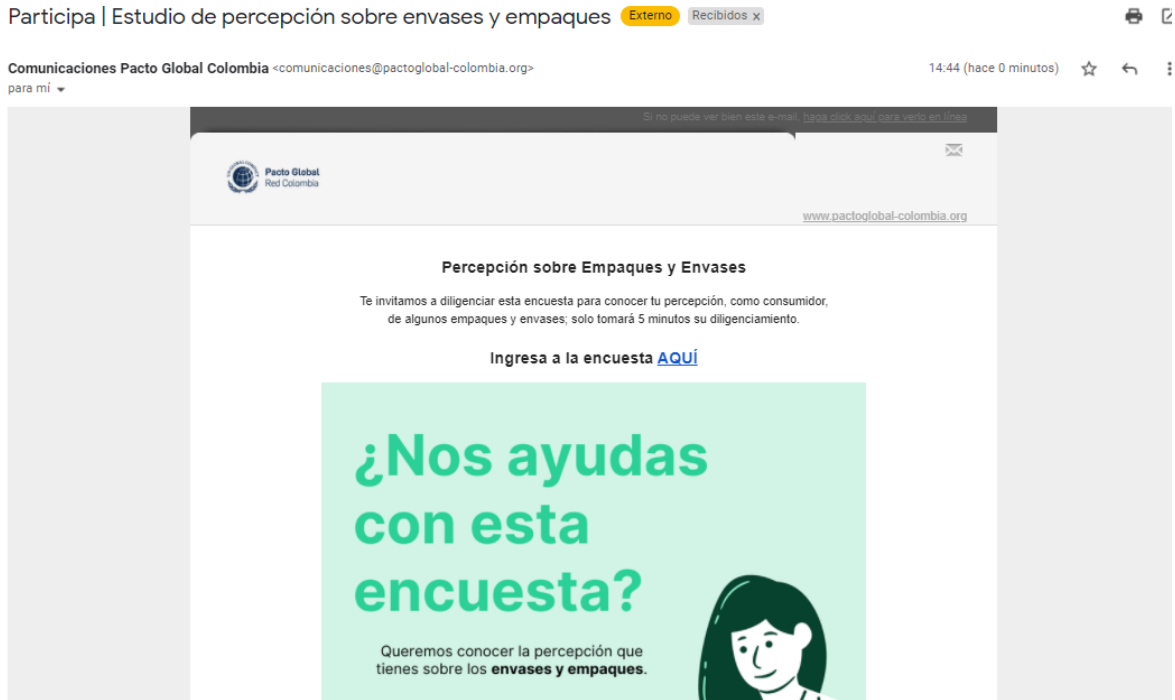 Participa | Estudio de percepción sobre envases y empaques Externo Recibidos x
Comunicaciones Pacto Global Colombia <comunicaciones@pactoglobal-colombia.org> 14:44 (hace 0 minutos)
para mí
Si no puede ver bien este e-mail, haga click aquí para verlo en línea
Pacto Global
Red Colombia
www.pactoglobal-colombia.org
Percepción sobre Empaques y Envases
Te invitamos a diligenciar esta encuesta para conocer tu percepción, como consumidor,
de algunos empaques y envases; solo tomará 5 minutos su diligenciamiento.
Ingresa a la encuesta AQUÍ
¿Nos ayudas
con esta
encuesta?
Queremos conocer la percepción que
tienes sobre los envases y empaques.